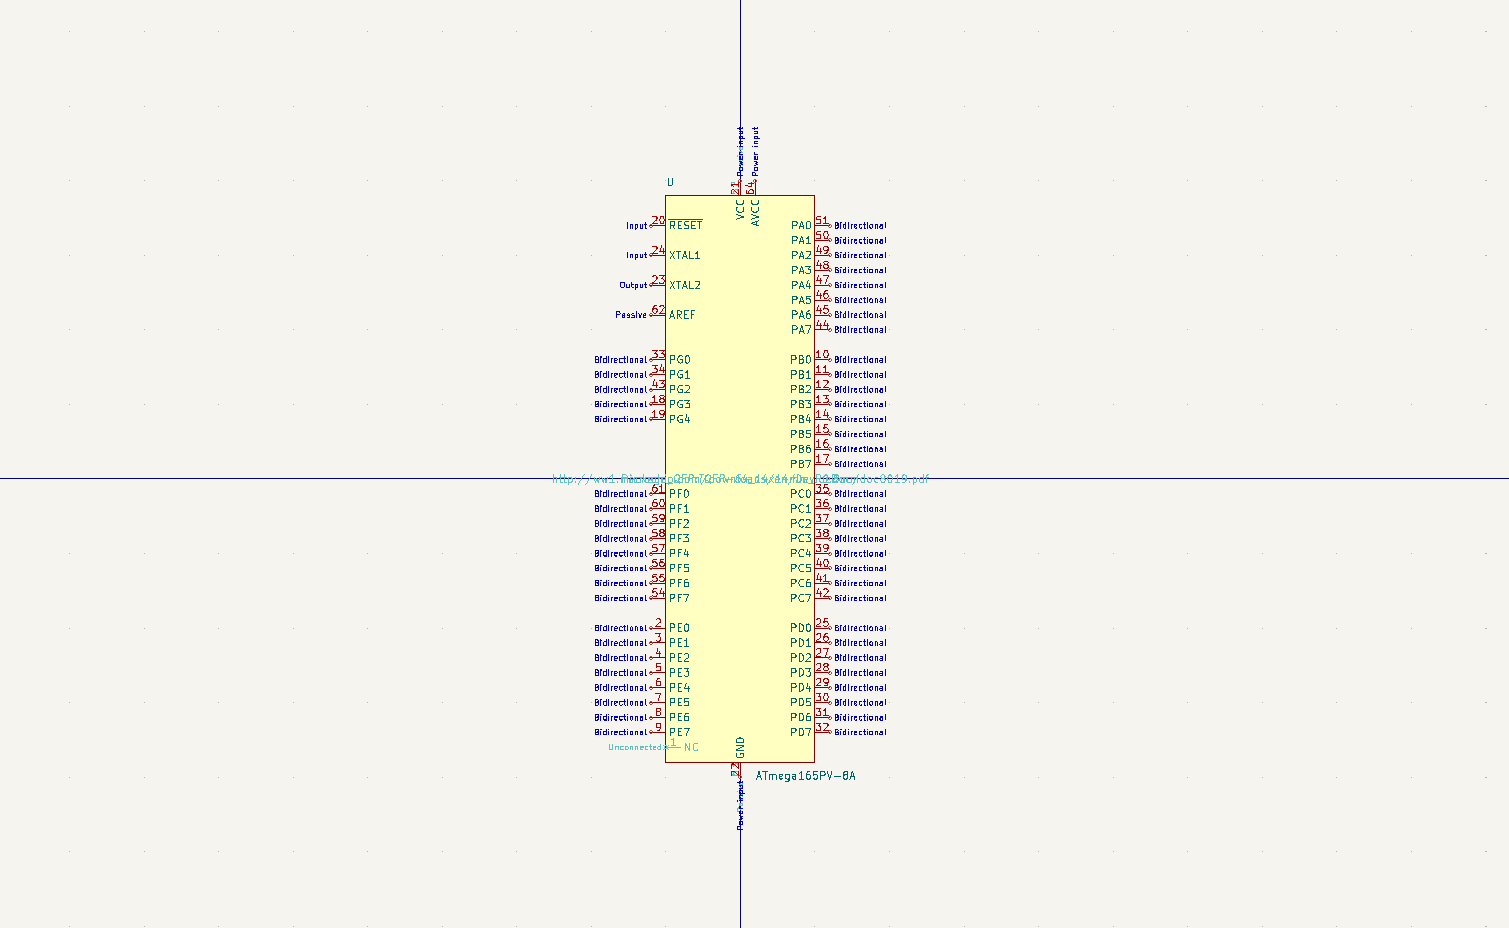 Power input
Power input
U
21
64
VCC
AVCC
Input 20 RESET
PA0 51 Bidirectional
PA1 50 Bidirectional
Input 24 XTAL1
PA2 49 Bidirectional
PA3 48 Bidirectional
Output 23 XTAL2
PA4 47 Bidirectional
PA5 46 Bidirectional
Passive 62 AREF
PA6 45 Bidirectional
PA7 44 Bidirectional
Bidirectional 33 PG0
PB0 10 Bidirectional
Bidirectional 34 PG1
PB1 11 Bidirectional
Bidirectional 43 PG2
PB2 12 Bidirectional
Bidirectional 18 PG3
PB3 13 Bidirectional
Bidirectional 19 PG4
PB4 14 Bidirectional
PB5 15 Bidirectional
PB6 16 Bidirectional
PB7 17 Bidirectional
Bidirectional 61 PF0
PC0 35 Bidirectional
Bidirectional 60 PF1
PC1 36 Bidirectional
Bidirectional 59 PF2
PC2 37 Bidirectional
Bidirectional 58 PF3
PC3 38 Bidirectional
Bidirectional 57 PF4
PC4 39 Bidirectional
Bidirectional 56 PF5
PC5 40 Bidirectional
Bidirectional 55 PF6
PC6 41 Bidirectional
Bidirectional 54 PF7
PC7 42 Bidirectional
Bidirectional 2 PE0
PD0 25 Bidirectional
Bidirectional 3 PE1
PD1 26 Bidirectional
Bidirectional 4 PE2
PD2 27 Bidirectional
Bidirectional 5 PE3
PD3 28 Bidirectional
Bidirectional 6 PE4
PD4 29 Bidirectional
Bidirectional 7 PE5
PD5 30 Bidirectional
Bidirectional 8 PE6
PD6 31 Bidirectional
Bidirectional 9 PE7
PD7 32 Bidirectional
Unconnected 1 NC
GND
22
ATmega165PV-8A
Power input